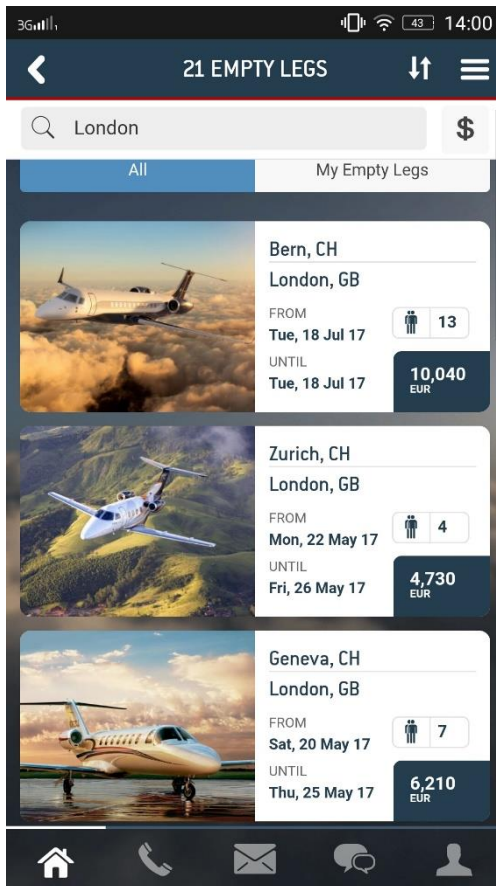 3G 43 14:00
21 EMPTY LEGS
London $
All My Empty Legs
Bern, CH
London, GB
FROM
Tue, 18 Jul 17
13
UNTIL
Tue, 18 Jul 17
10,040
EUR
Zurich, CH
London, GB
FROM
Mon, 22 May 17
4
UNTIL
Fri, 26 May 17
4,730
EUR
Geneva, CH
London, GB
FROM
Sat, 20 May 17
7
UNTIL
Thu, 25 May 17
6,210
EUR